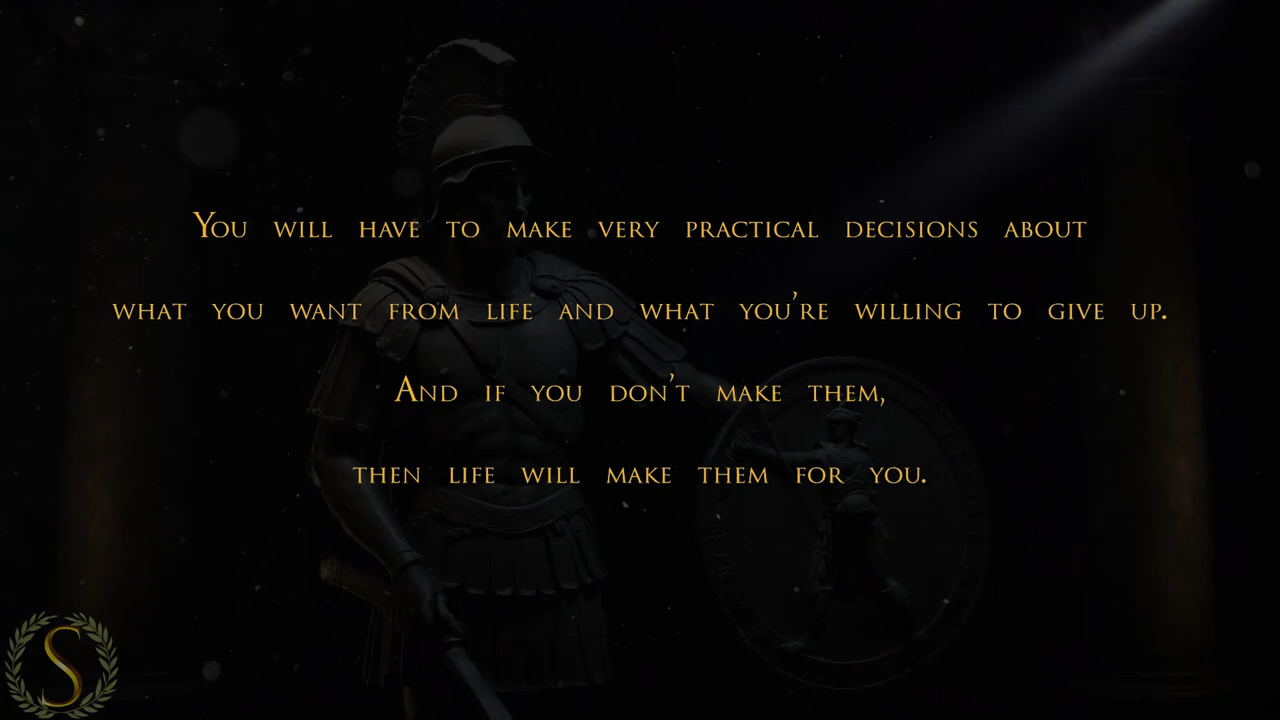 You will have to make very practical decisions about
what you want from life and what you're willing to give up.
And if you don't make them,
then life will make them for you.
S